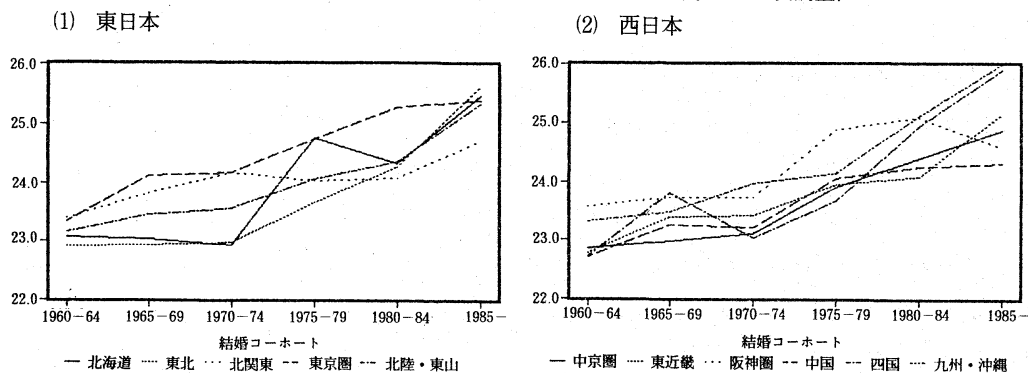 (1) 東日本
26.0
25.0
24.0
23.0
22.0
1960−64 1965−69 1970−74 1975−79 1980−84 1985−
結婚コーホート
北海道 東北 北関東 東京圏 北陸・東山
(2) 西日本
26.0
25.0
24.0
23.0
22.0
1960−64 1965−69 1970−74 1975−79 1980−84 1985−
結婚コーホート
中京圏 東近畿 阪神圏 中国 四国 九州・沖縄